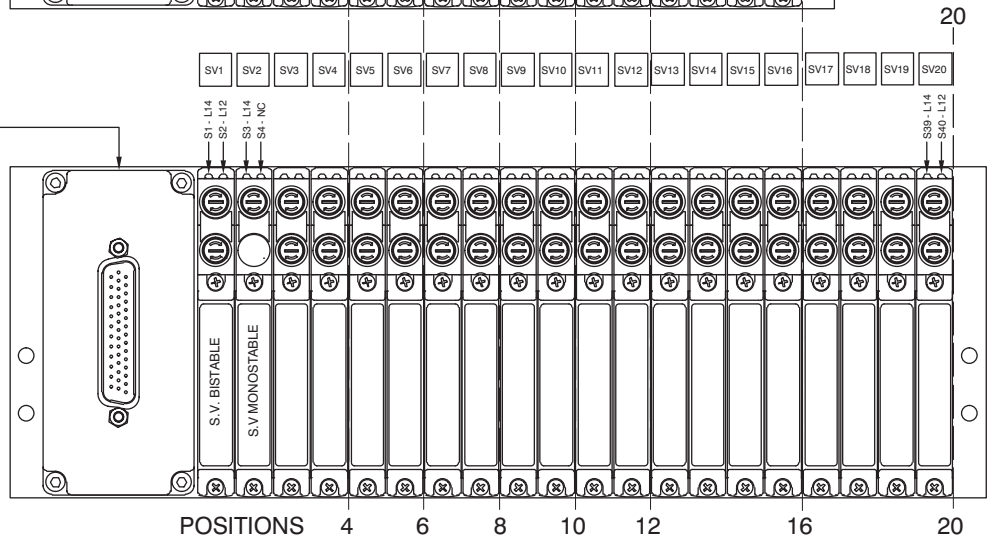 20
SV1 SV2 SV3 SV4 SV5 SV6 SV7 SV8 SV9 SV10 SV11 SV12 SV13 SV14 SV15 SV16 SV17 SV18 SV19 SV20
S1 - L14
S2 - L12
S3 - L14
S4 - NC
S39 - L14
S40 - L12
S.V. BISTABLE
S.V MONOSTABLE
POSITIONS 4 6 8 10 12 16 20